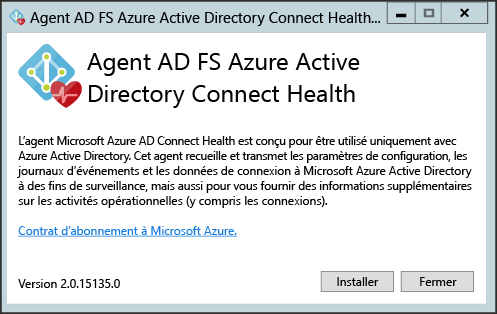 Agent AD FS Azure Active Directory Connect Health...
Agent AD FS Azure Active
Directory Connect Health
L'agent Microsoft Azure AD Connect Health est conçu pour être utilisé uniquement avec
Azure Active Directory. Cet agent recueille et transmet les paramètres de configuration, les
journaux d'événements et les données de connexion à Microsoft Azure Active Directory
à des fins de surveillance, mais aussi pour vous fournir des informations supplémentaires
sur les activités opérationnelles (y compris les connexions).
Contrat d'abonnement à Microsoft Azure.
Version 2.0.15135.0
Installer
Fermer